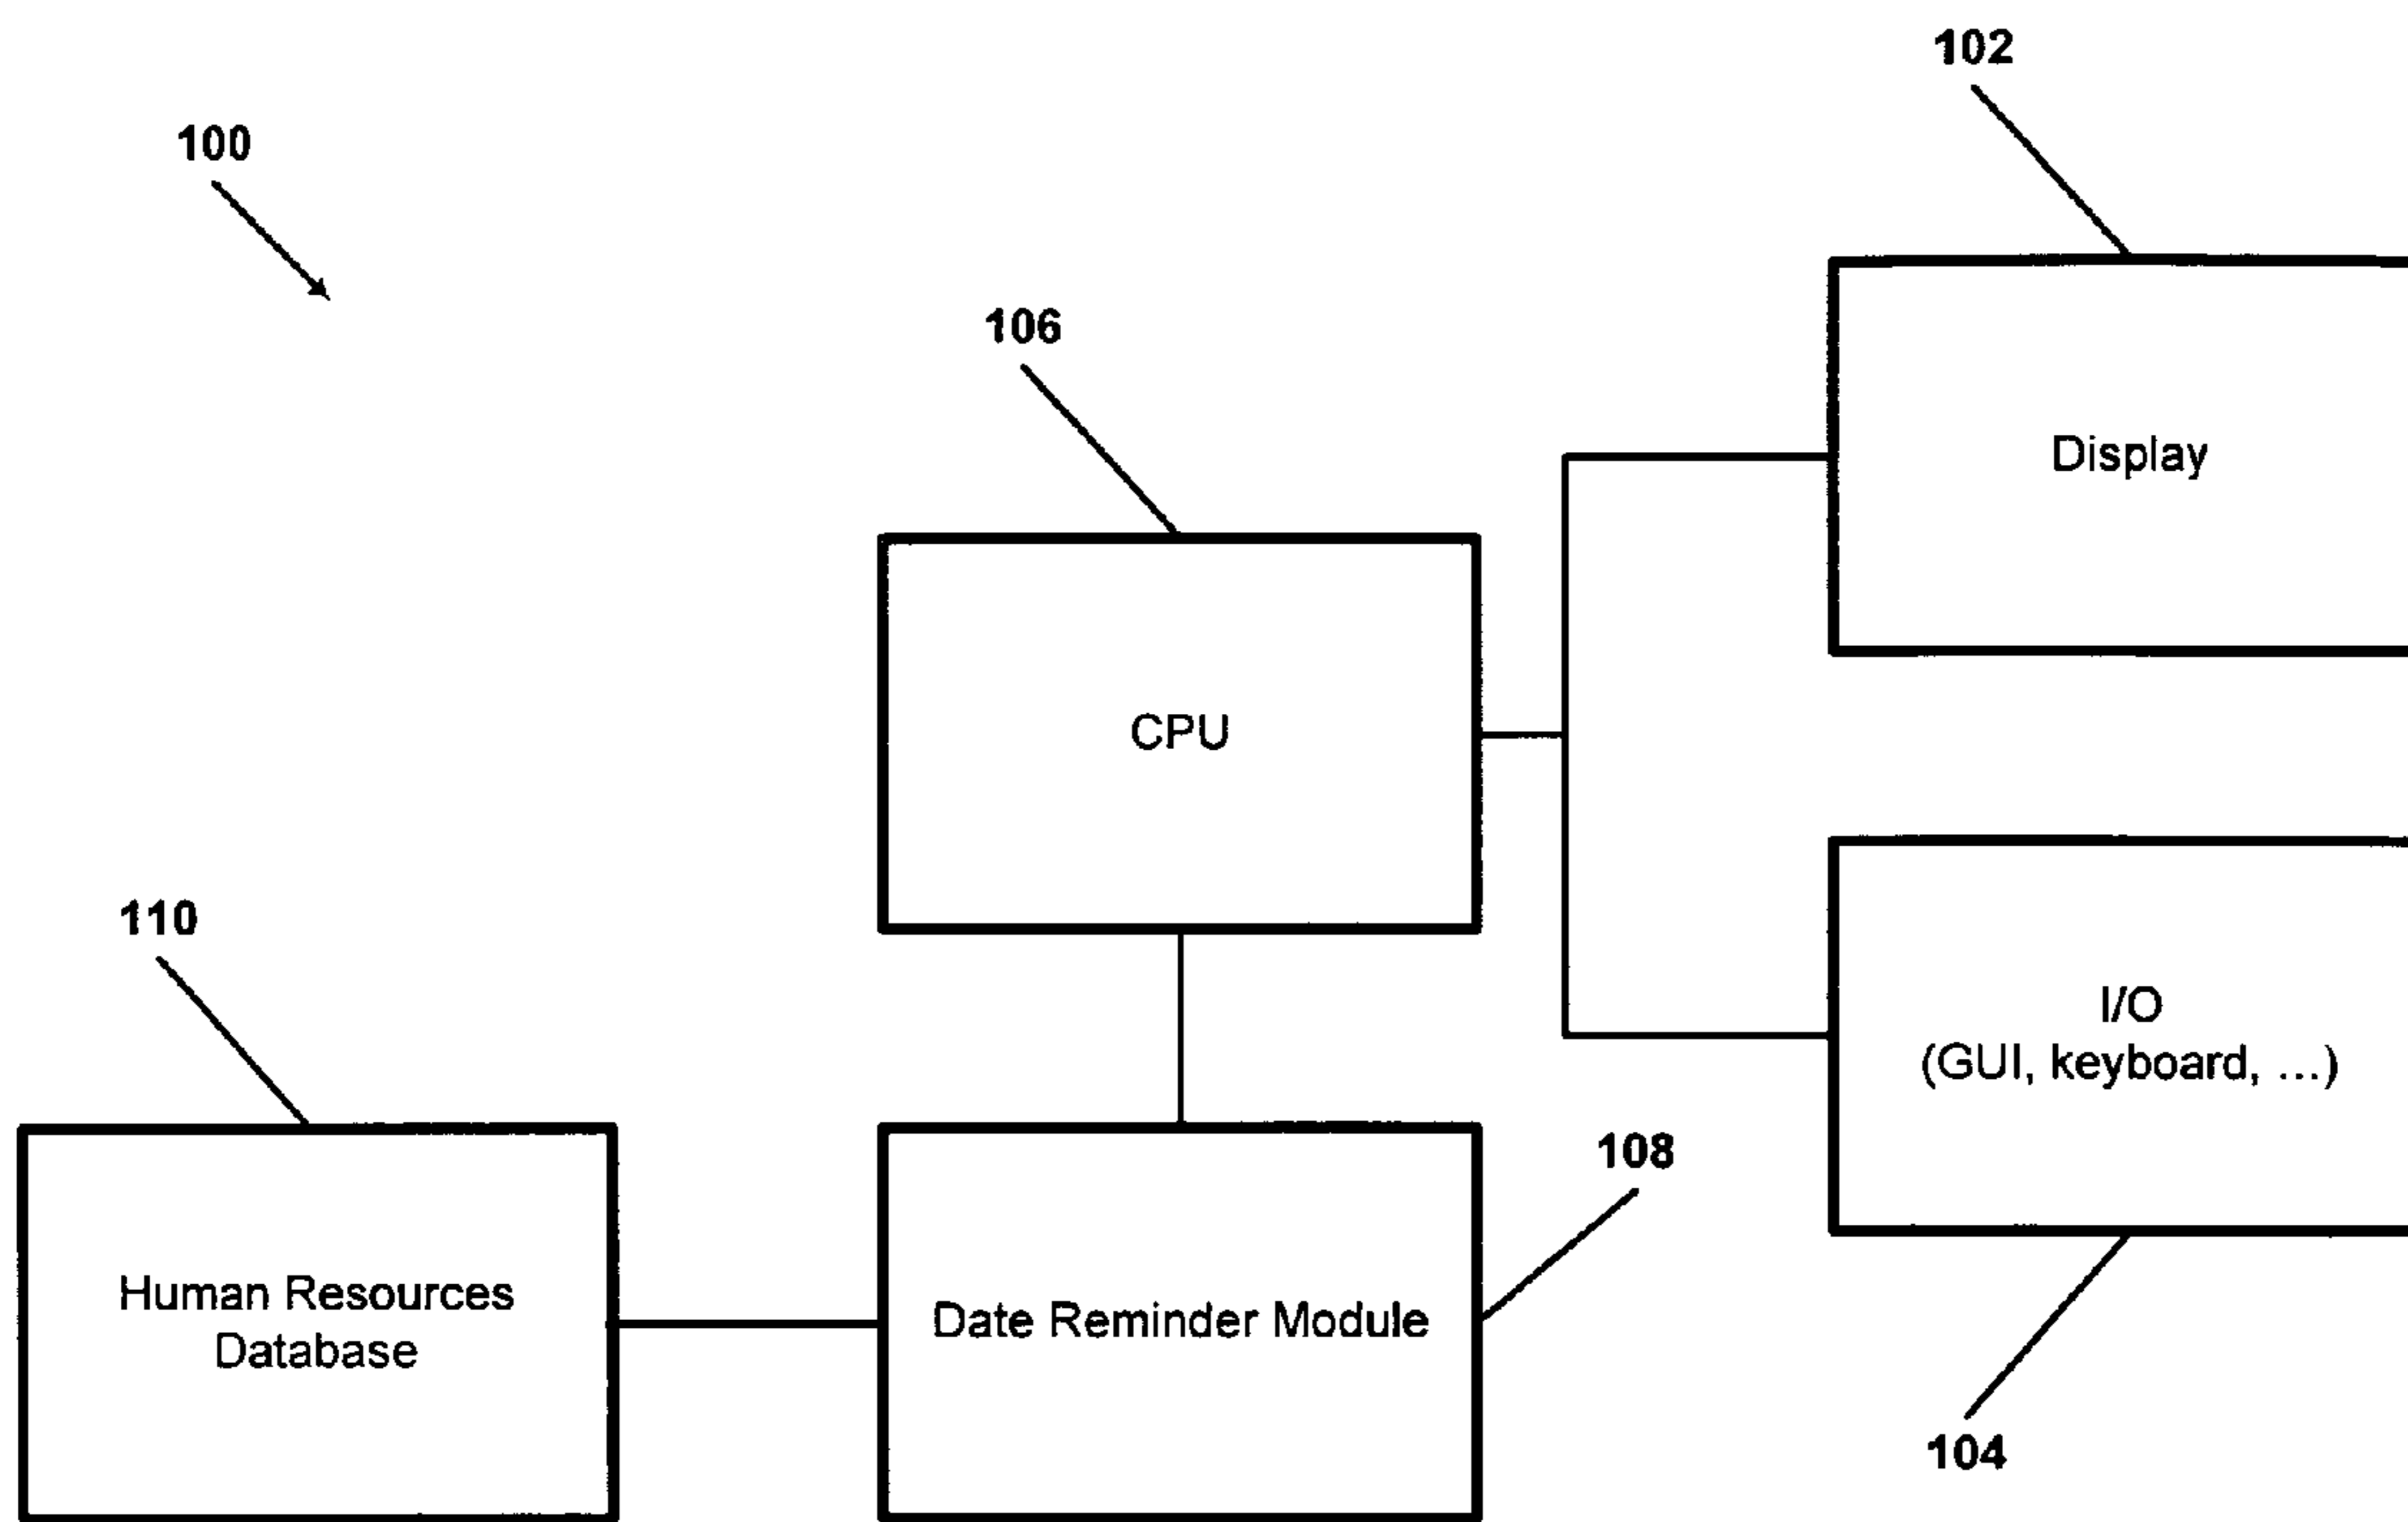 102
100
106
Display
CPU
110
I/O
(GUI, keyboard, ...)
108
Human Resources
Database
Date Reminder Module
104